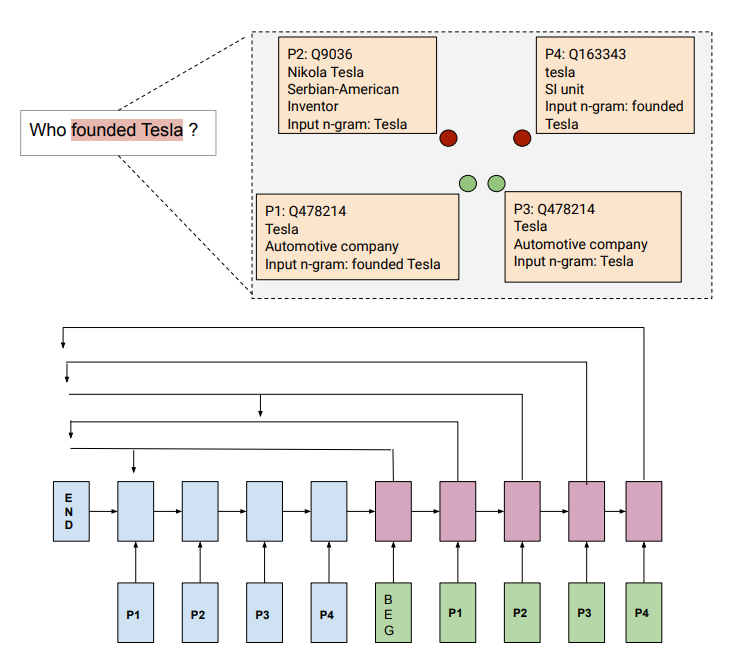 Who founded Tesla ?
P2: Q9036
Nikola Tesla
Serbian-American
Inventor
Input n-gram: Tesla
P4: Q163343
tesla
SI unit
Input n-gram: founded
Tesla
P1: Q478214
Tesla
Automotive company
Input n-gram: founded Tesla
P3: Q478214
Tesla
Automotive company
Input n-gram: Tesla
E
N
D
P1
P2
P3
P4
B
E
G
P1
P2
P3
P4